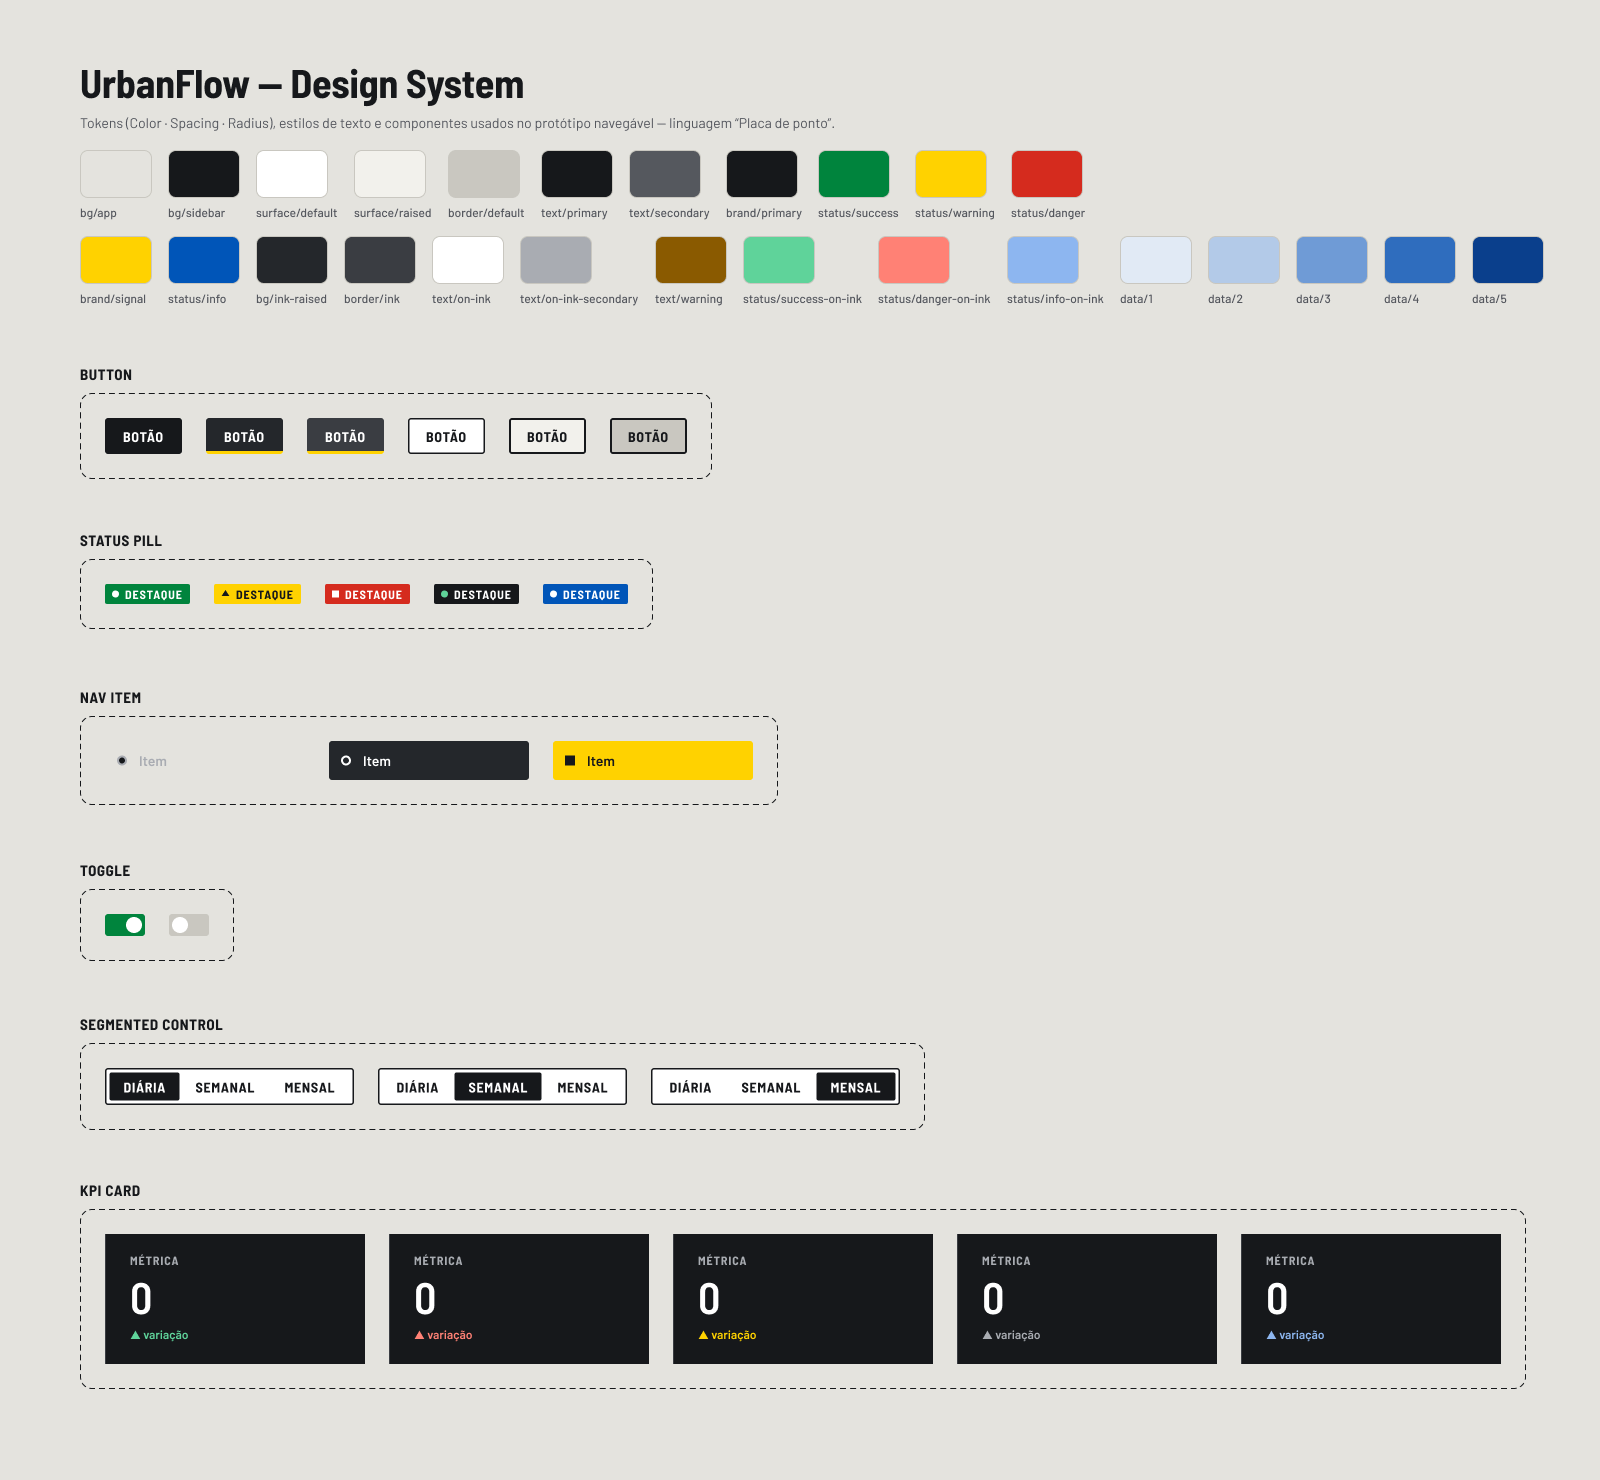 UrbanFlow — Design System
Tokens (Color · Spacing · Radius), estilos de texto e componentes usados no protótipo navegável — linguagem “Placa de ponto”.
bg/app bg/sidebar surface/default surface/raised border/default text/primary text/secondary brand/primary status/success status/warning status/danger
brand/signal status/info bg/ink-raised border/ink text/on-ink text/on-ink-secondary text/warning status/success-on-ink status/danger-on-ink status/info-on-ink data/1 data/2 data/3 data/4 data/5
BUTTON
BOTÃO BOTÃO BOTÃO BOTÃO BOTÃO BOTÃO
STATUS PILL
DESTAQUE DESTAQUE DESTAQUE DESTAQUE DESTAQUE
NAV ITEM
Item Item Item
TOGGLE
SEGMENTED CONTROL
DIÁRIA SEMANAL MENSAL DIÁRIA SEMANAL MENSAL DIÁRIA SEMANAL MENSAL
KPI CARD
MÉTRICA MÉTRICA MÉTRICA MÉTRICA MÉTRICA
0 0 0 0 0
▲ variação ▲ variação ▲ variação ▲ variação ▲ variação